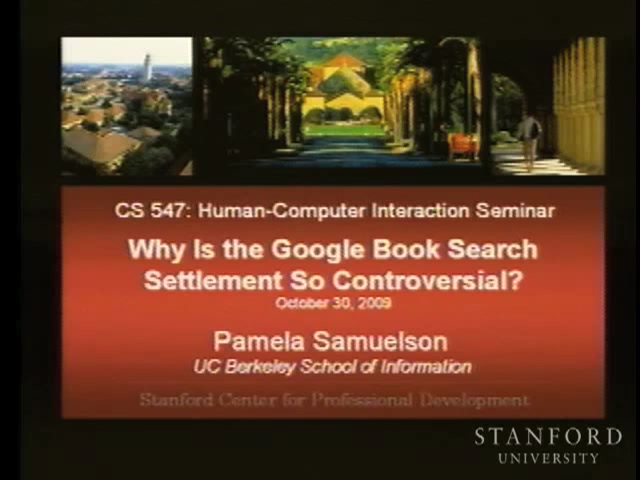 CS 547: Human-Computer Interaction Seminar
Why Is the Google Book Search
Settlement So Controversial?
October 30, 2009
Pamela Samuelson
UC Berkeley School of Information
Stanford Center for Professional Development
STANFORD
UNIVERSITY